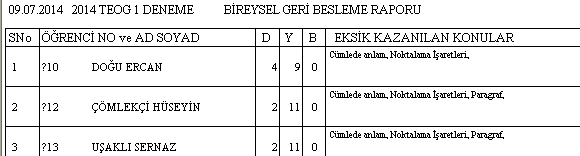 09.07.2014 2014 TEOG 1 DENEME BİREYSEL GERİ BESLEME RAPORU
SNo ÖĞRENCİ NO ve AD SOYAD D Y B EKSİK KAZANILAN KONULAR
1 ?10 DOĞU ERCAN 4 9 0 Cümlede anlam, Noktalama İşaretleri,
2 ?12 ÇÖMLEKÇİ HÜSEYİN 2 11 0 Cümlede anlam, Noktalama İşaretleri, Paragraf,
3 ?13 UŞAKLI SERNAZ 2 11 0 Cümlede anlam, Noktalama İşaretleri, Paragraf,